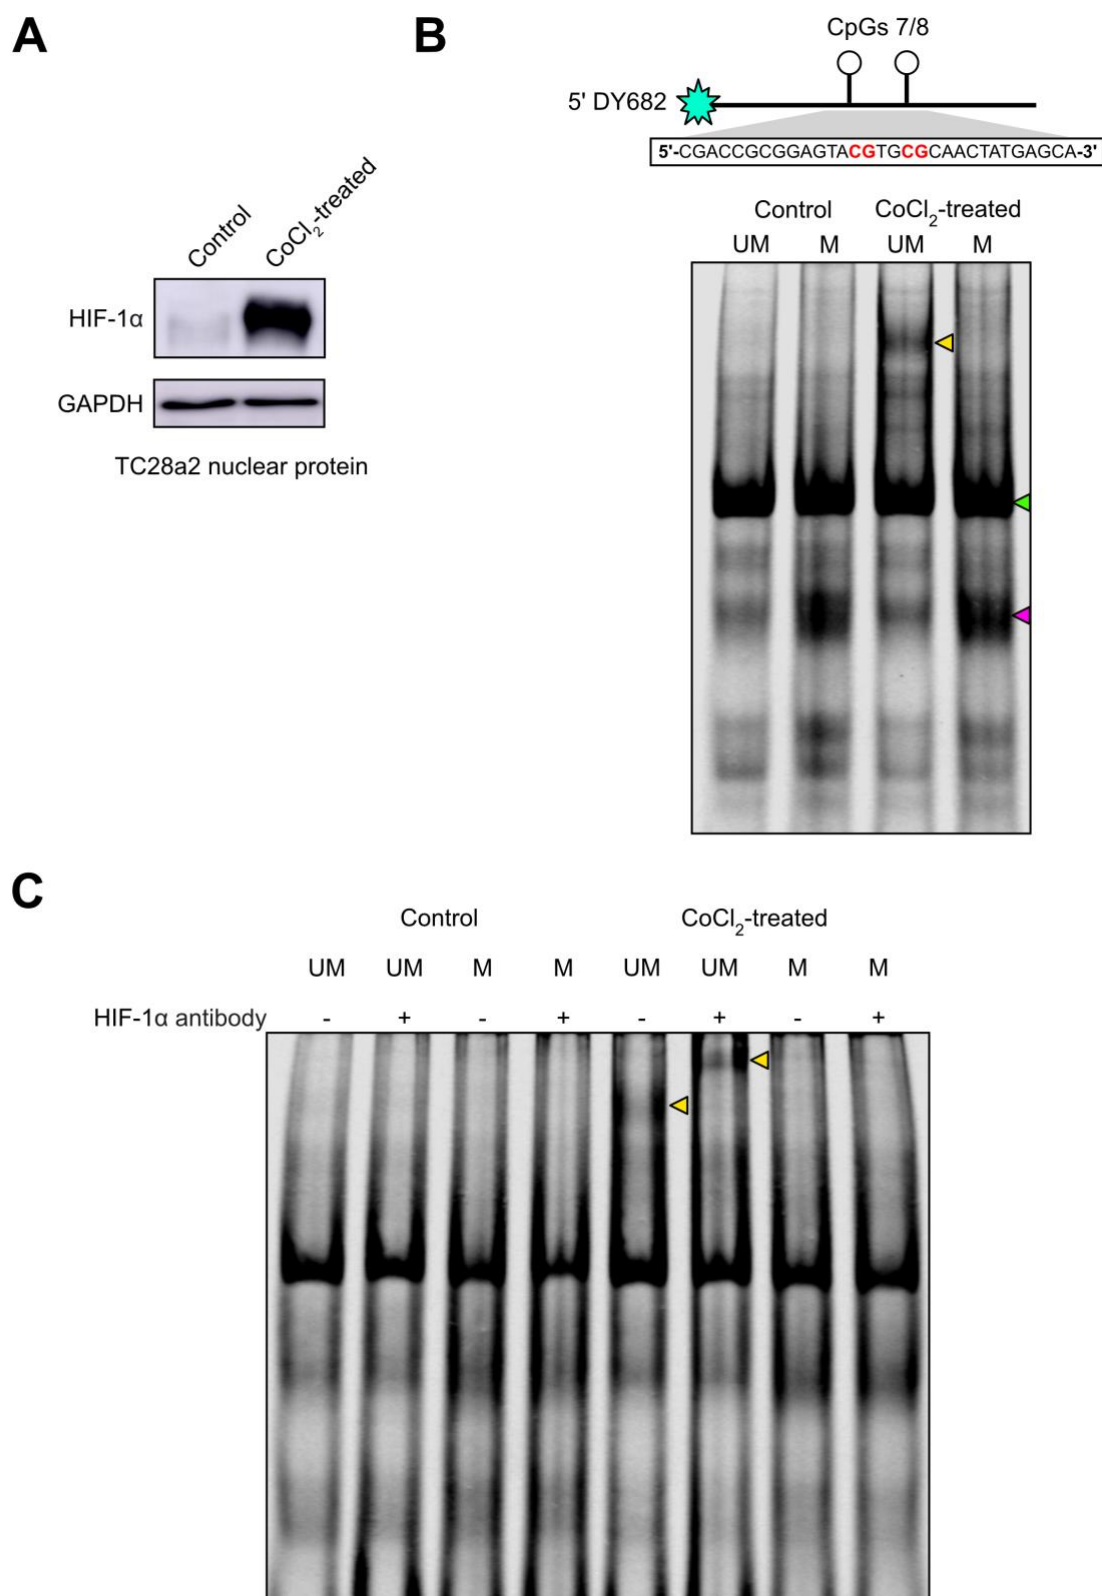 A
Control
CoCl2-treated
HIF-1α
GAPDH
TC28a2 nuclear protein
B
CpGs 7/8
5' DY682
5'-CGACCGCGGAGTACGTGCGCAACTATGAGCA-3'
Control CoCl2-treated
UM M UM M
C
Control CoCl2-treated
UM UM M M UM UM M M
HIF-1α antibody - + - + - + - +